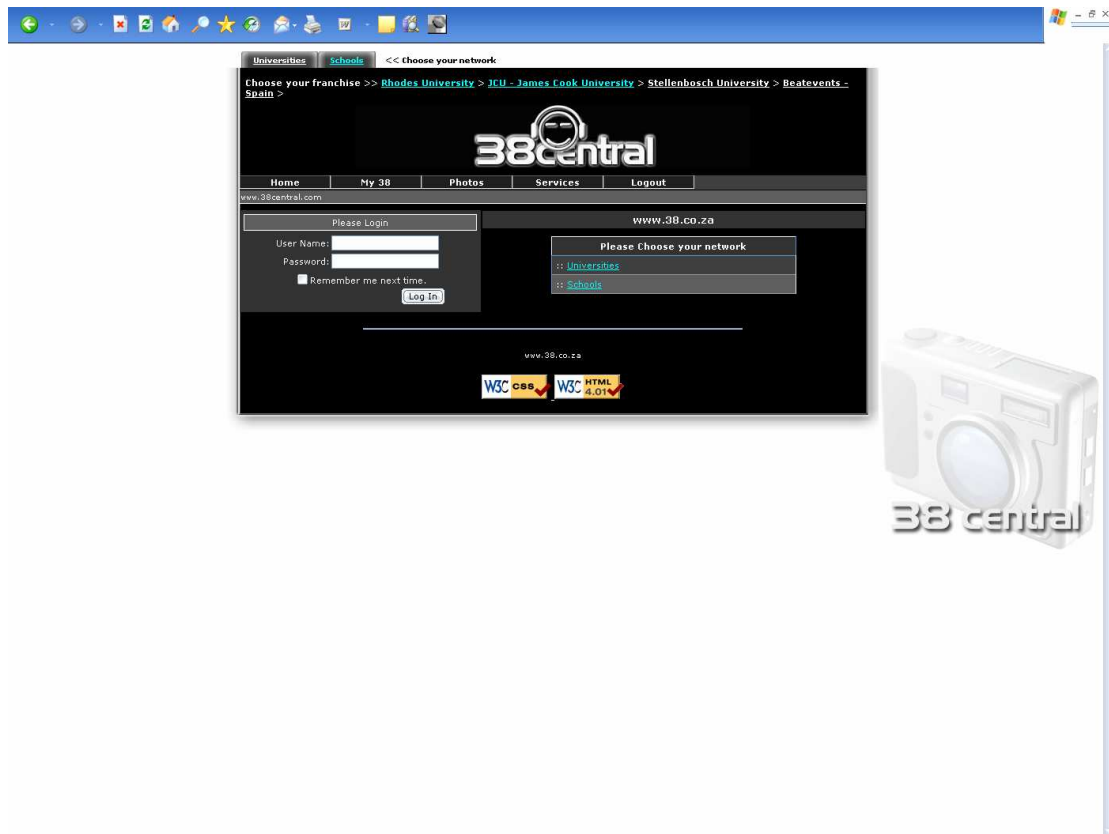 Universities Schools << Choose your network
Choose your franchise >> Rhodes University > JCU - James Cook University > Stellenbosch University > Beatevents -
Spain >
38central
Home My 38 Photos Services Logout
www.38central.com
Please Login
User Name:
Password:
Remember me next time.
Log In
www.38.co.za
Please Choose your network
:: Universities
:: Schools
www.38.co.za
W3C css W3C HTML
4.01
38 central